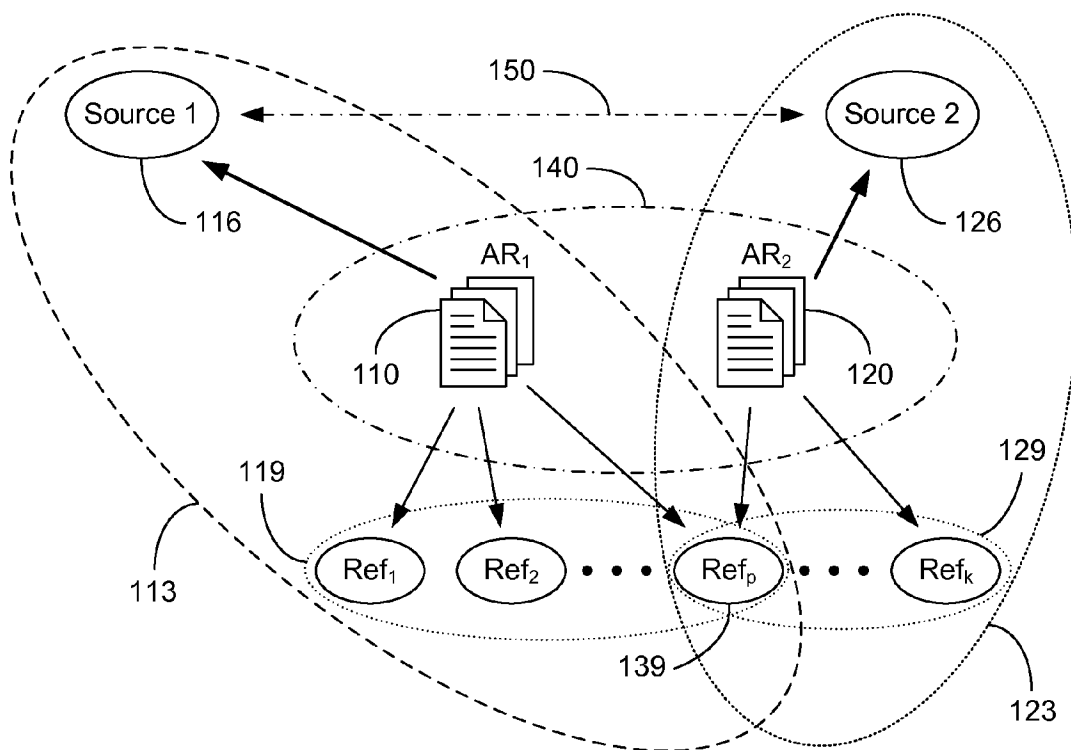 150
Source 1
Source 2
140
116
126
AR₁
AR₂
110
120
119
129
Ref₁
Ref₂
Refₚ
Refₖ
113
139
123